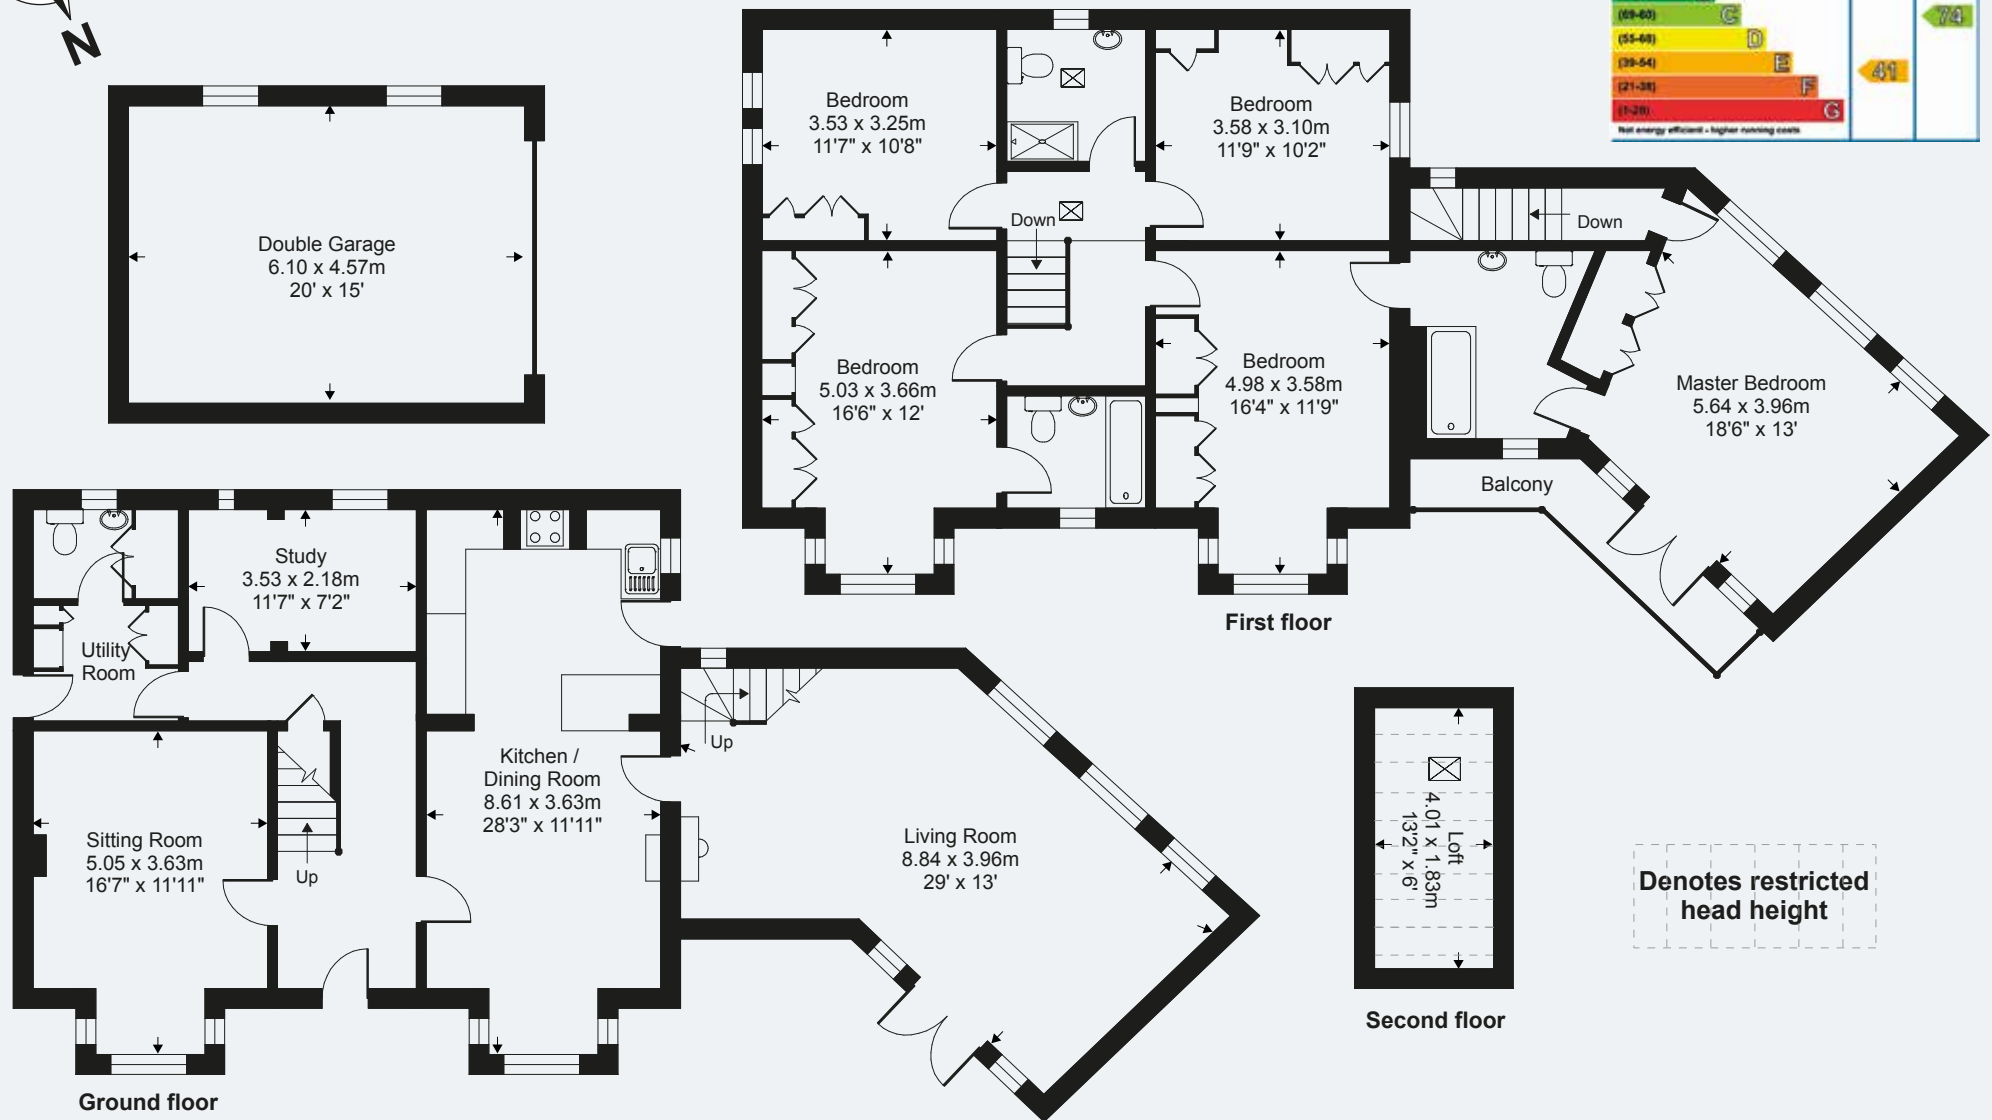 N
Double Garage
6.10 x 4.57m
20' x 15'
Bedroom
3.53 x 3.25m
11'7" x 10'8"
Bedroom
3.58 x 3.10m
11'9" x 10'2"
Down
Down
Bedroom
5.03 x 3.66m
16'6" x 12'
Bedroom
4.98 x 3.58m
16'4" x 11'9"
Master Bedroom
5.64 x 3.96m
18'6" x 13'
Balcony
First floor
(69-80) C
(55-68) D
(39-54) E
(21-38) F
(1-20) G
41
74
Not energy efficient - higher running costs
Study
3.53 x 2.18m
11'7" x 7'2"
Utility
Room
Sitting Room
5.05 x 3.63m
16'7" x 11'11"
Up
Kitchen /
Dining Room
8.61 x 3.63m
28'3" x 11'11"
Up
Living Room
8.84 x 3.96m
29' x 13'
Ground floor
Loft
4.01 x 1.83m
13'2" x 6'
Second floor
Denotes restricted
head height